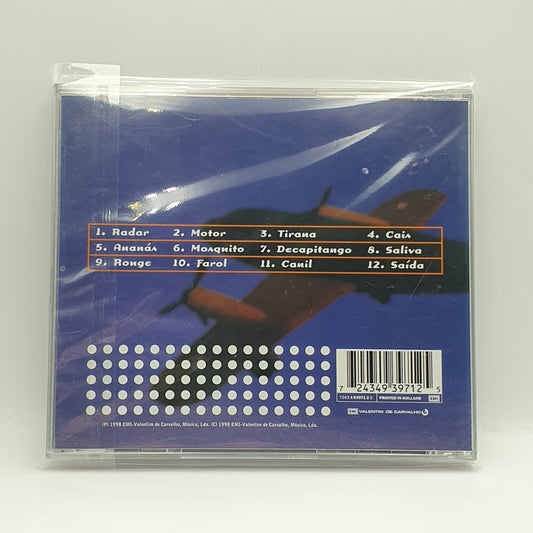 1. Radar 2. Motor 3. Tirana 4. Cais
5. Ananás 6. Mosquito 7. Decapitango 8. Saliva
9. Rouge 10. Farol 11. Canil 12. Saída
7 24349 39712 5
PRINTED IN HOLLAND EMI
EMI VALENTIM DE CARVALHO
(P) 1998 EMI-Valentim de Carvalho, Música, Lda. (C) 1998 EMI-Valentim de Carvalho, Música, Lda.